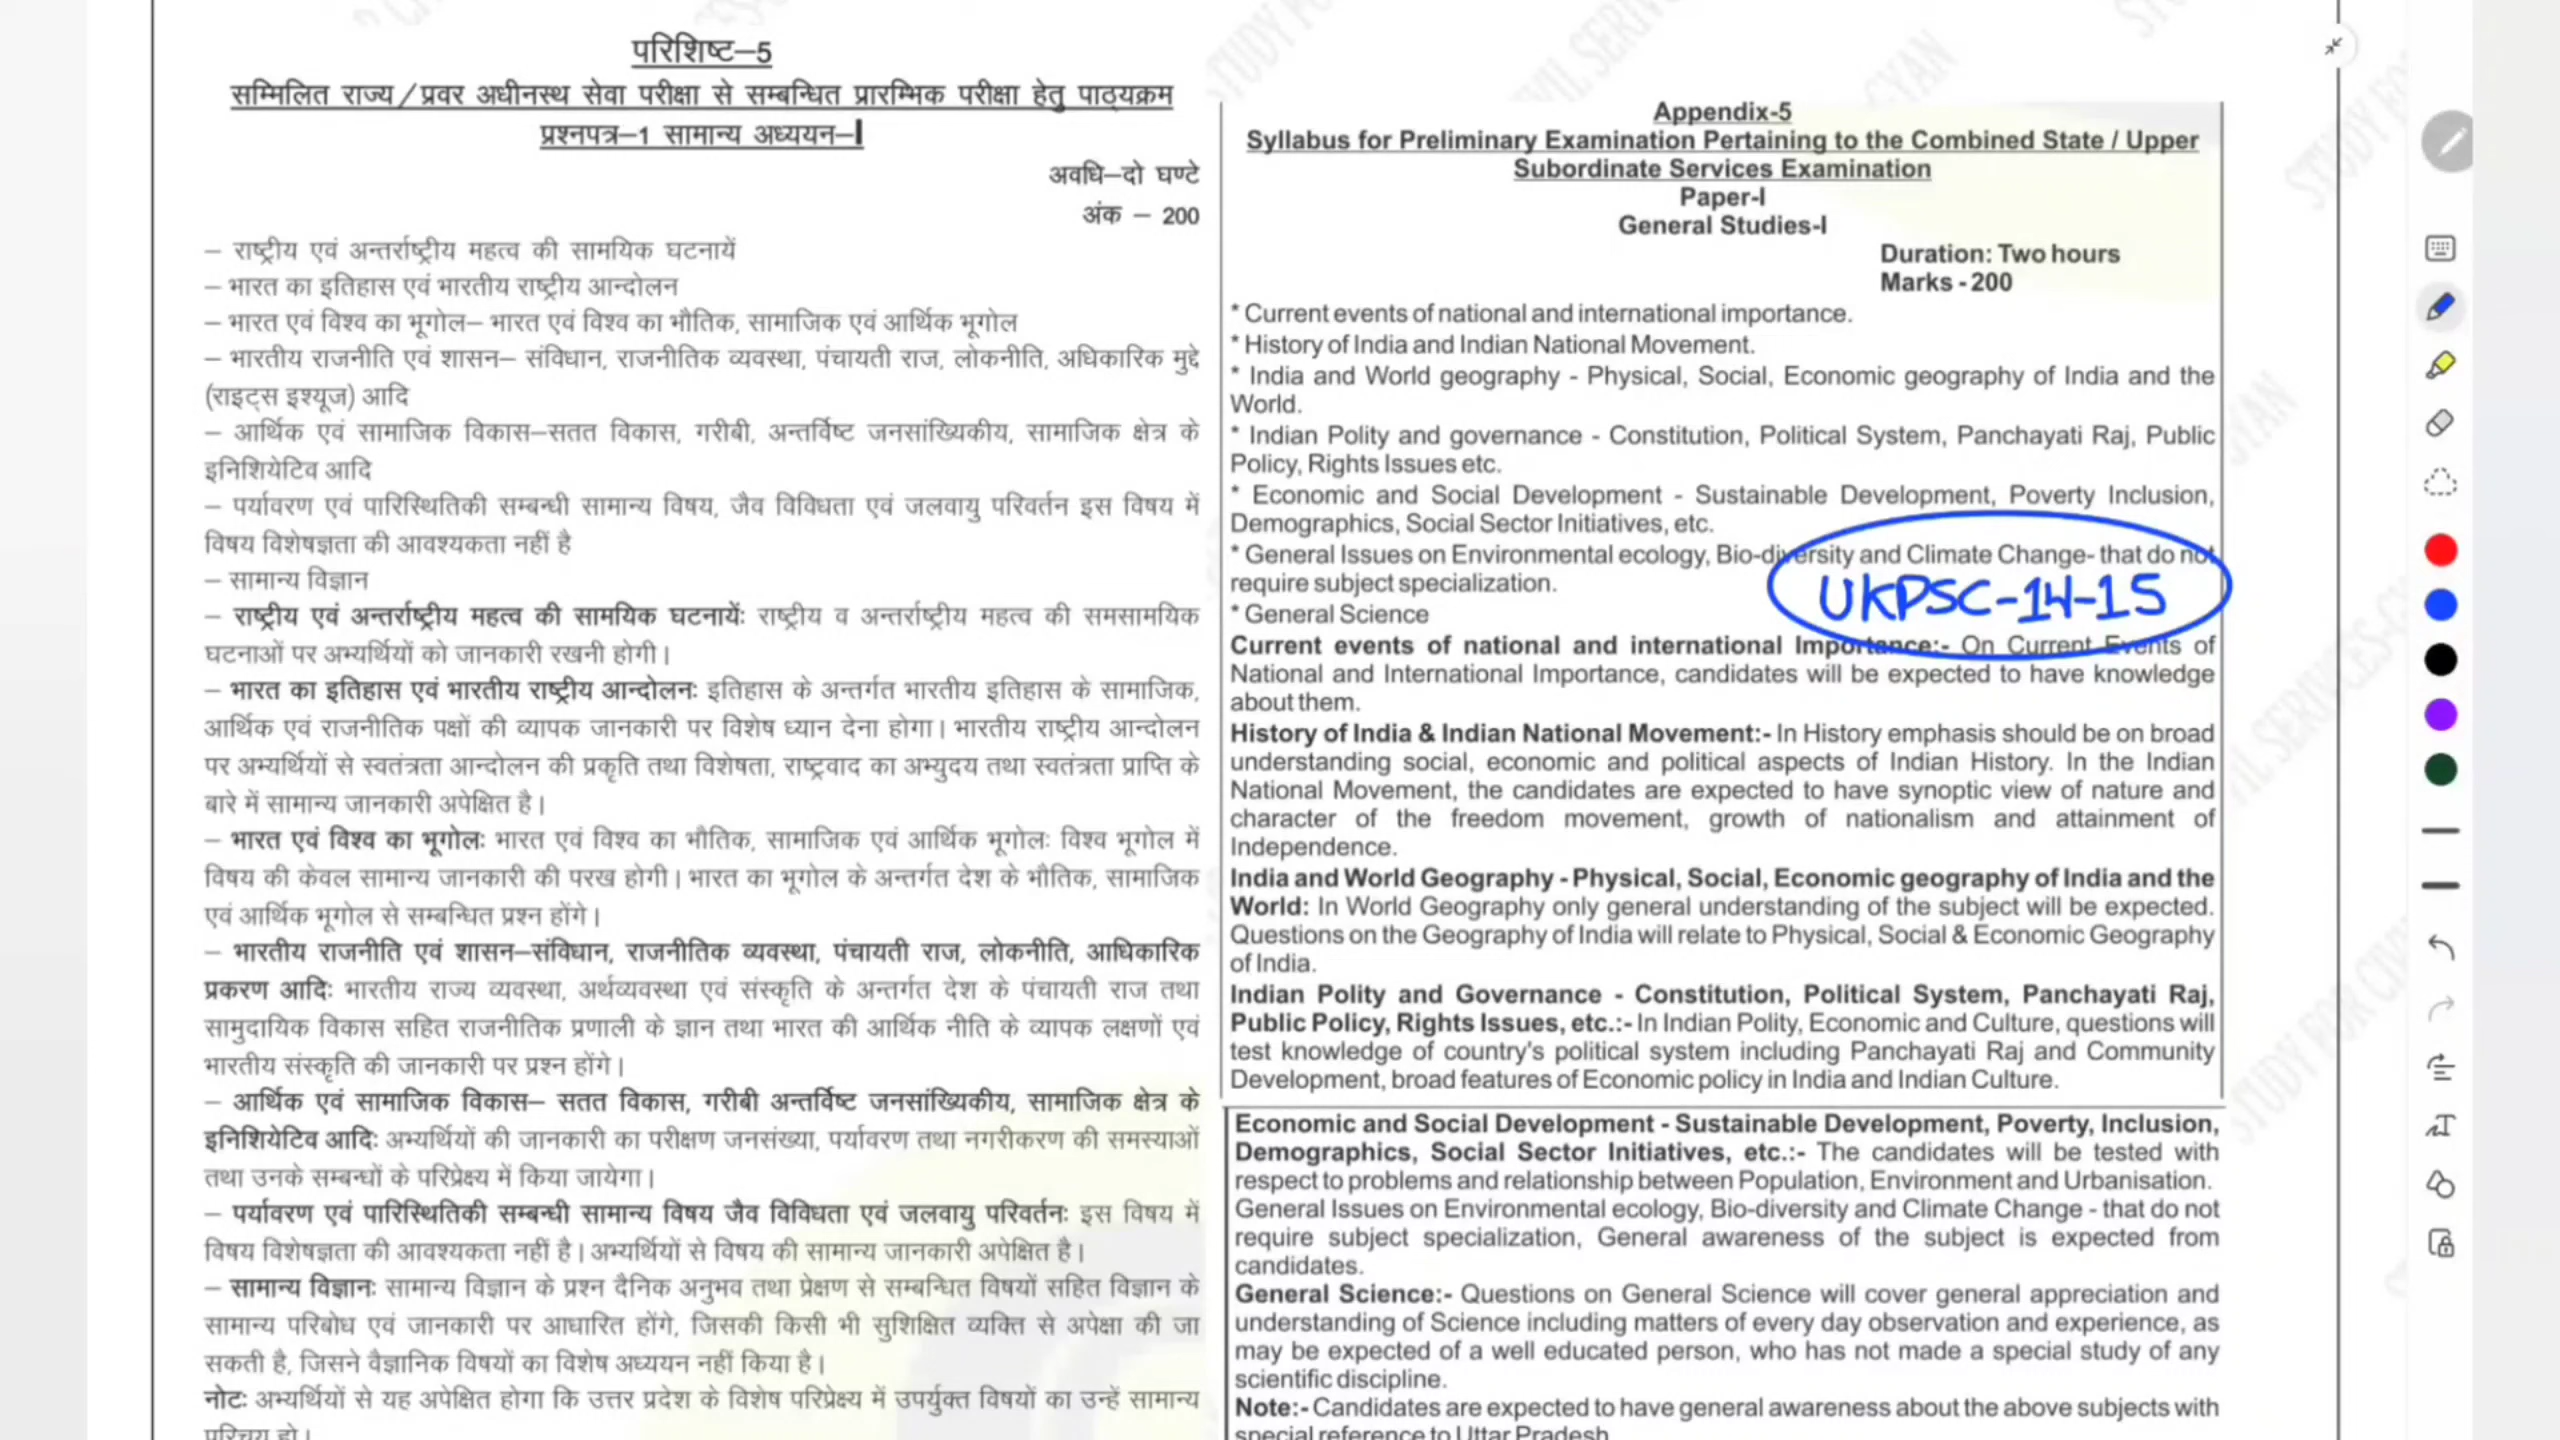 परिशिष्ट–5
सम्मिलित राज्य/प्रवर अधीनस्थ सेवा परीक्षा से सम्बन्धित प्रारम्भिक परीक्षा हेतु पाठ्यक्रम
प्रश्नपत्र–1 सामान्य अध्ययन–I
अवधि–दो घण्टे
अंक – 200
– राष्ट्रीय एवं अन्तर्राष्ट्रीय महत्व की सामयिक घटनायें
– भारत का इतिहास एवं भारतीय राष्ट्रीय आन्दोलन
– भारत एवं विश्व का भूगोल– भारत एवं विश्व का भौतिक, सामाजिक एवं आर्थिक भूगोल
– भारतीय राजनीति एवं शासन– संविधान, राजनीतिक व्यवस्था, पंचायती राज, लोकनीति, अधिकारिक मुद्दे
(राइट्स इश्यूज) आदि
– आर्थिक एवं सामाजिक विकास–सतत विकास, गरीबी, अन्तर्विष्ट जनसांख्यिकीय, सामाजिक क्षेत्र के
इनिशियेटिव आदि
– पर्यावरण एवं पारिस्थितिकी सम्बन्धी सामान्य विषय, जैव विविधता एवं जलवायु परिवर्तन इस विषय में
विषय विशेषज्ञता की आवश्यकता नहीं है
– सामान्य विज्ञान
– राष्ट्रीय एवं अन्तर्राष्ट्रीय महत्व की सामयिक घटनायें: राष्ट्रीय व अन्तर्राष्ट्रीय महत्व की समसामयिक
घटनाओं पर अभ्यर्थियों को जानकारी रखनी होगी।
– भारत का इतिहास एवं भारतीय राष्ट्रीय आन्दोलन: इतिहास के अन्तर्गत भारतीय इतिहास के सामाजिक,
आर्थिक एवं राजनीतिक पक्षों की व्यापक जानकारी पर विशेष ध्यान देना होगा। भारतीय राष्ट्रीय आन्दोलन
पर अभ्यर्थियों से स्वतंत्रता आन्दोलन की प्रकृति तथा विशेषता, राष्ट्रवाद का अभ्युदय तथा स्वतंत्रता प्राप्ति के
बारे में सामान्य जानकारी अपेक्षित है।
– भारत एवं विश्व का भूगोल: भारत एवं विश्व का भौतिक, सामाजिक एवं आर्थिक भूगोल: विश्व भूगोल में
विषय की केवल सामान्य जानकारी की परख होगी। भारत का भूगोल के अन्तर्गत देश के भौतिक, सामाजिक
एवं आर्थिक भूगोल से सम्बन्धित प्रश्न होंगे।
– भारतीय राजनीति एवं शासन–संविधान, राजनीतिक व्यवस्था, पंचायती राज, लोकनीति, आधिकारिक
प्रकरण आदि: भारतीय राज्य व्यवस्था, अर्थव्यवस्था एवं संस्कृति के अन्तर्गत देश के पंचायती राज तथा
सामुदायिक विकास सहित राजनीतिक प्रणाली के ज्ञान तथा भारत की आर्थिक नीति के व्यापक लक्षणों एवं
भारतीय संस्कृति की जानकारी पर प्रश्न होंगे।
– आर्थिक एवं सामाजिक विकास– सतत विकास, गरीबी अन्तर्विष्ट जनसांख्यिकीय, सामाजिक क्षेत्र के
इनिशियेटिव आदि: अभ्यर्थियों की जानकारी का परीक्षण जनसंख्या, पर्यावरण तथा नगरीकरण की समस्याओं
तथा उनके सम्बन्धों के परिप्रेक्ष्य में किया जायेगा।
– पर्यावरण एवं पारिस्थितिकी सम्बन्धी सामान्य विषय जैव विविधता एवं जलवायु परिवर्तन: इस विषय में
विषय विशेषज्ञता की आवश्यकता नहीं है। अभ्यर्थियों से विषय की सामान्य जानकारी अपेक्षित है।
– सामान्य विज्ञान: सामान्य विज्ञान के प्रश्न दैनिक अनुभव तथा प्रेक्षण से सम्बन्धित विषयों सहित विज्ञान के
सामान्य परिबोध एवं जानकारी पर आधारित होंगे, जिसकी किसी भी सुशिक्षित व्यक्ति से अपेक्षा की जा
सकती है, जिसने वैज्ञानिक विषयों का विशेष अध्ययन नहीं किया है।
नोट: अभ्यर्थियों से यह अपेक्षित होगा कि उत्तर प्रदेश के विशेष परिप्रेक्ष्य में उपर्युक्त विषयों का उन्हें सामान्य
परिचय हो।
Appendix-5
Syllabus for Preliminary Examination Pertaining to the Combined State / Upper
Subordinate Services Examination
Paper-I
General Studies-I
Duration: Two hours
Marks - 200
* Current events of national and international importance.
* History of India and Indian National Movement.
* India and World geography - Physical, Social, Economic geography of India and the
World.
* Indian Polity and governance - Constitution, Political System, Panchayati Raj, Public
Policy, Rights Issues etc.
* Economic and Social Development - Sustainable Development, Poverty Inclusion,
Demographics, Social Sector Initiatives, etc.
* General Issues on Environmental ecology, Bio-diversity and Climate Change- that do not
require subject specialization.
UKPSC-14-15
* General Science
Current events of national and international Importance:- On Current Events of
National and International Importance, candidates will be expected to have knowledge
about them.
History of India & Indian National Movement:- In History emphasis should be on broad
understanding social, economic and political aspects of Indian History. In the Indian
National Movement, the candidates are expected to have synoptic view of nature and
character of the freedom movement, growth of nationalism and attainment of
Independence.
India and World Geography - Physical, Social, Economic geography of India and the
World: In World Geography only general understanding of the subject will be expected.
Questions on the Geography of India will relate to Physical, Social & Economic Geography
of India.
Indian Polity and Governance - Constitution, Political System, Panchayati Raj,
Public Policy, Rights Issues, etc.:- In Indian Polity, Economic and Culture, questions will
test knowledge of country's political system including Panchayati Raj and Community
Development, broad features of Economic policy in India and Indian Culture.
Economic and Social Development - Sustainable Development, Poverty, Inclusion,
Demographics, Social Sector Initiatives, etc.:- The candidates will be tested with
respect to problems and relationship between Population, Environment and Urbanisation.
General Issues on Environmental ecology, Bio-diversity and Climate Change - that do not
require subject specialization, General awareness of the subject is expected from
candidates.
General Science:- Questions on General Science will cover general appreciation and
understanding of Science including matters of every day observation and experience, as
may be expected of a well educated person, who has not made a special study of any
scientific discipline.
Note:- Candidates are expected to have general awareness about the above subjects with
special reference to Uttar Pradesh